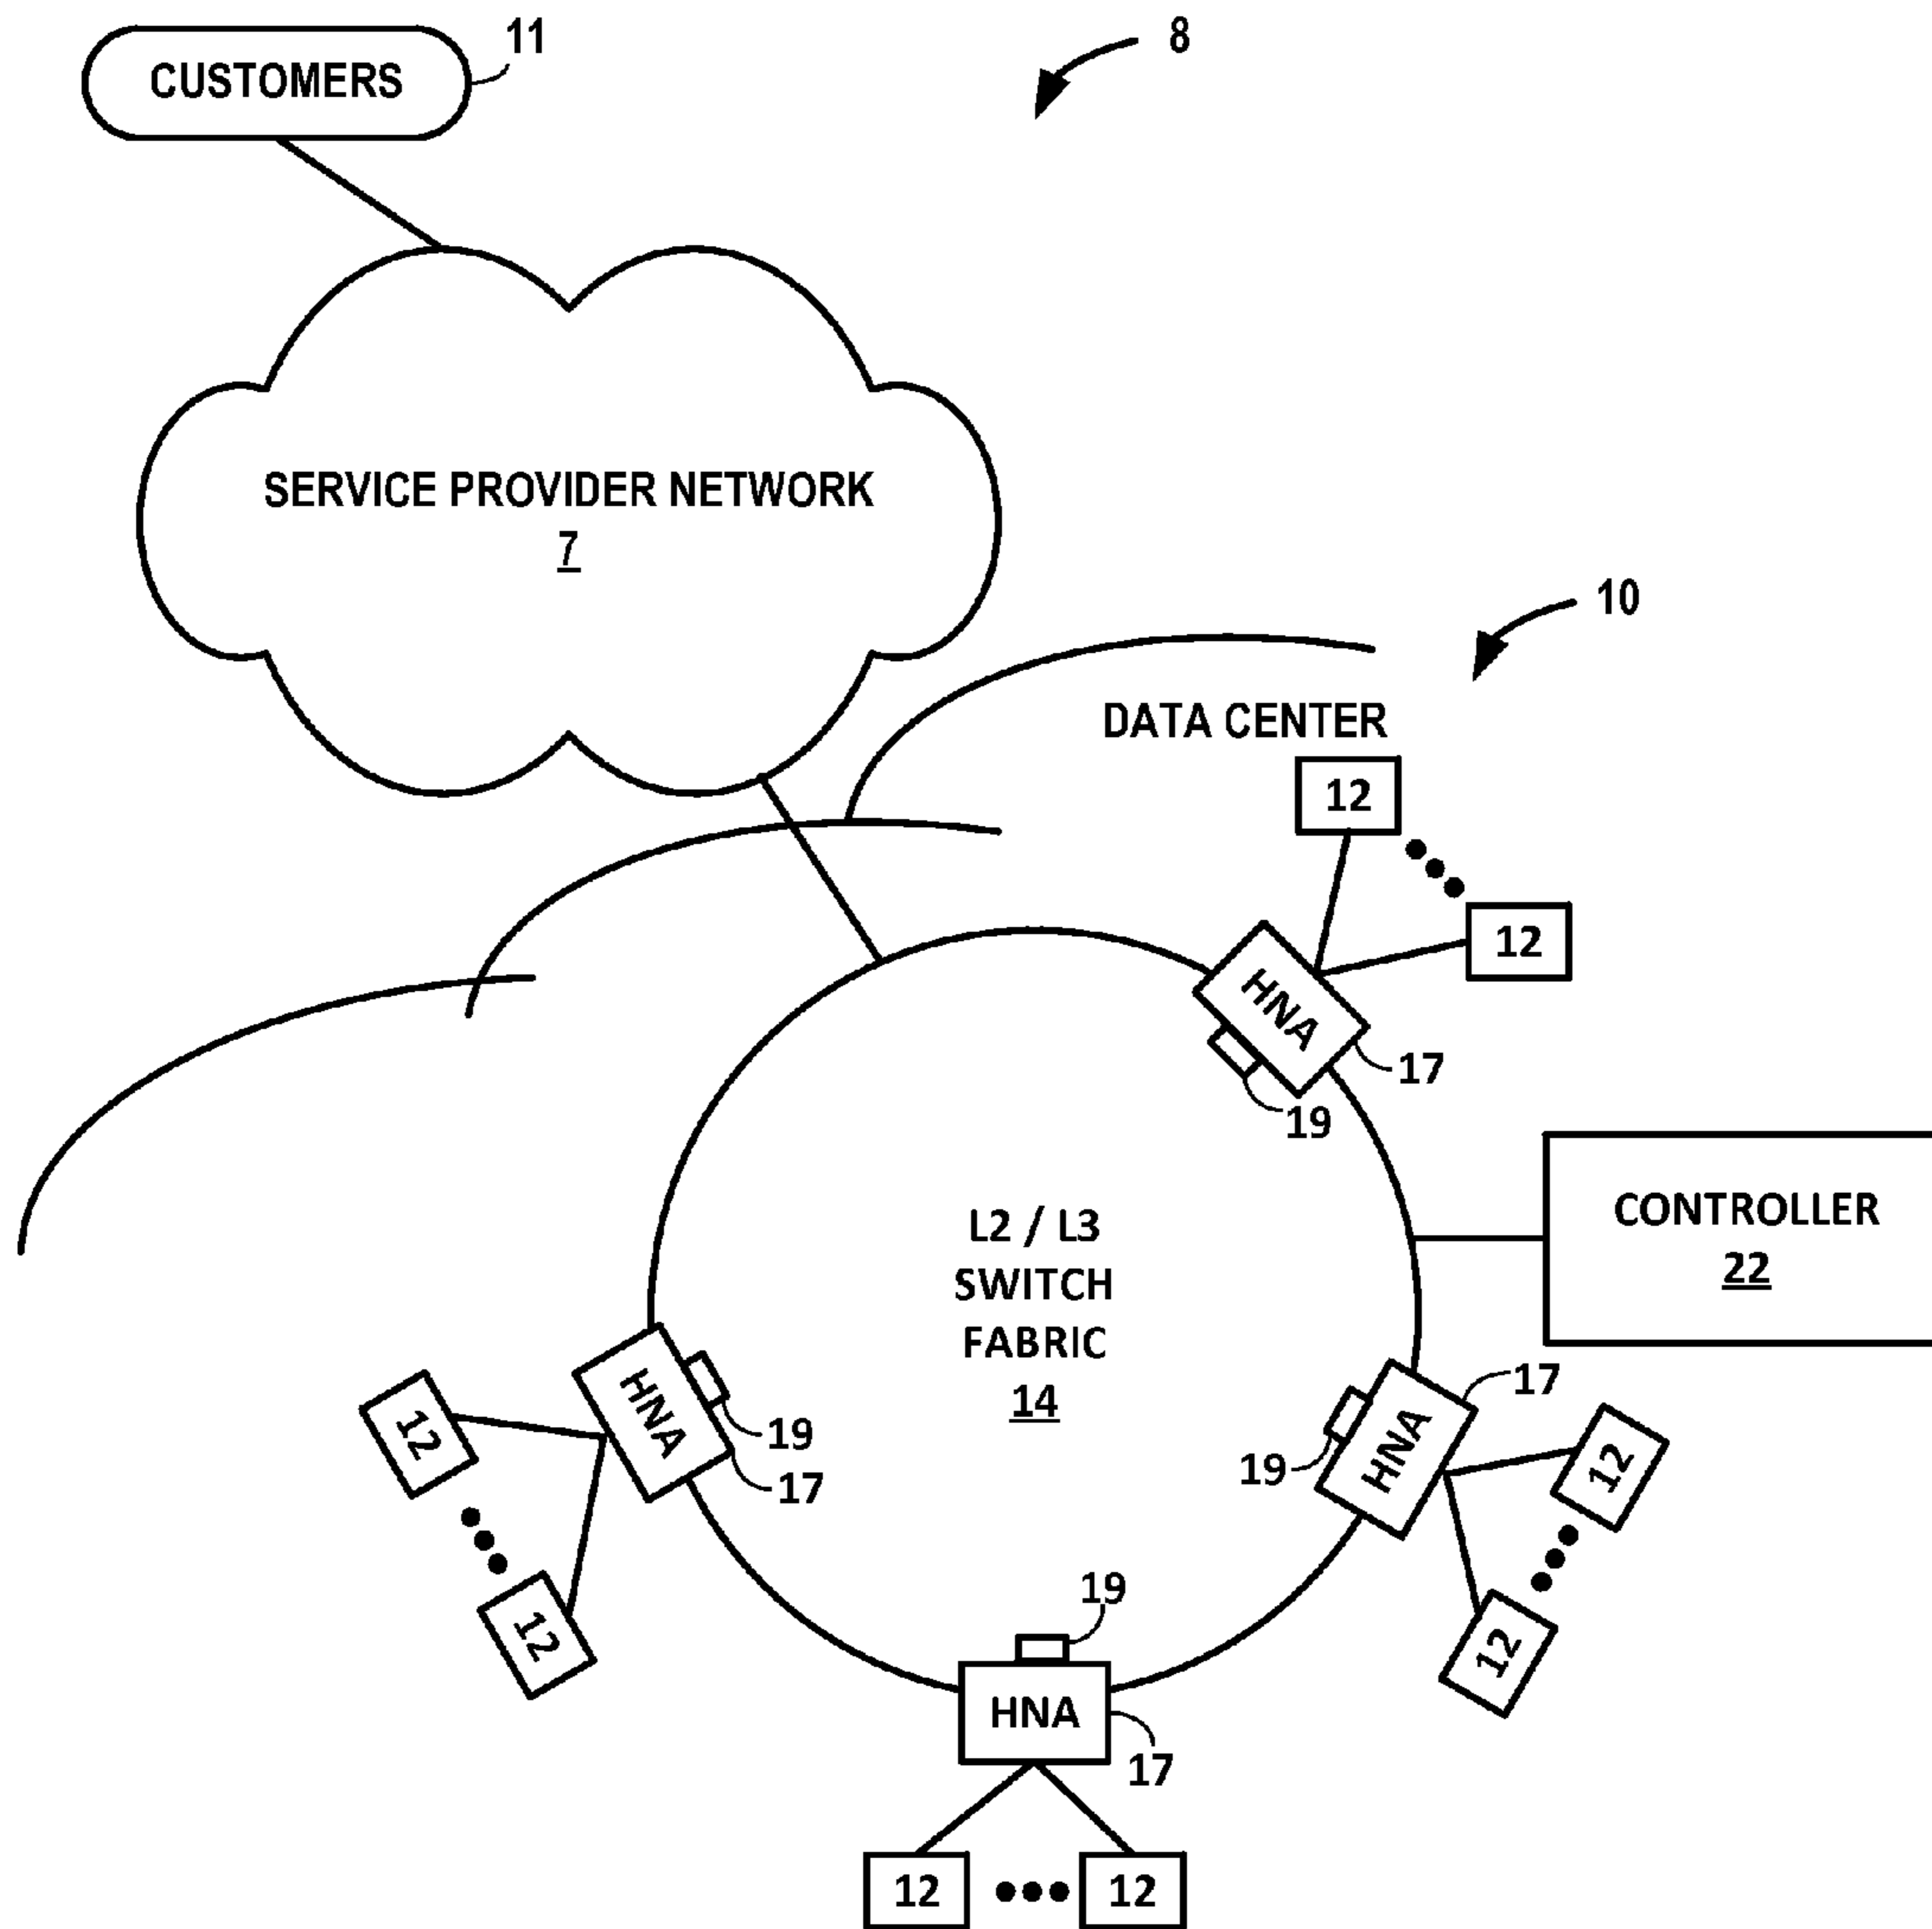 CUSTOMERS
11
8
SERVICE PROVIDER NETWORK
7
10
DATA CENTER
12
12
HNA
17
19
CONTROLLER
22
L2 / L3
SWITCH
FABRIC
14
HNA
19
17
12
12
HNA
17
19
12
12
19
HNA
17
12
12